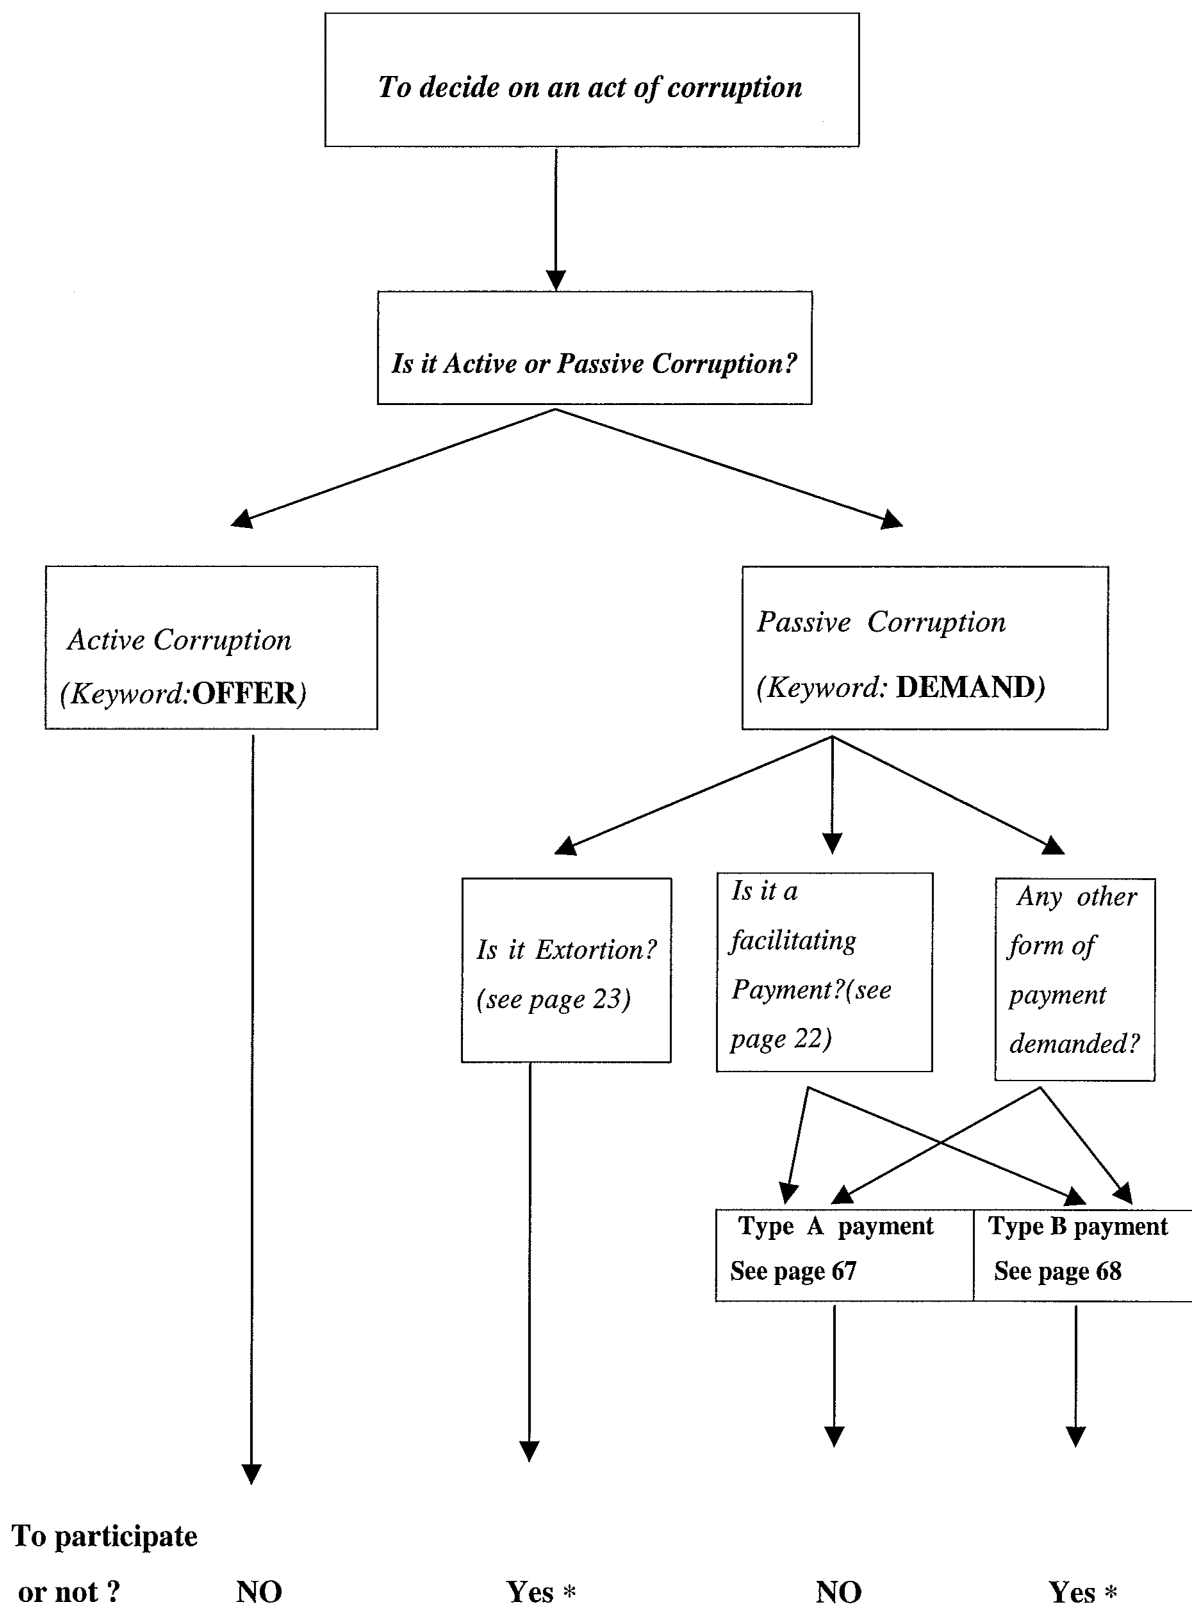 To decide on an act of corruption
Is it Active or Passive Corruption?
Active Corruption
(Keyword:OFFER)
Passive Corruption
(Keyword: DEMAND)
Is it Extortion?
(see page 23)
Is it a
facilitating
Payment?(see
page 22)
Any other
form of
payment
demanded?
Type A payment
See page 67
Type B payment
See page 68
To participate
or not ? NO Yes * NO Yes *